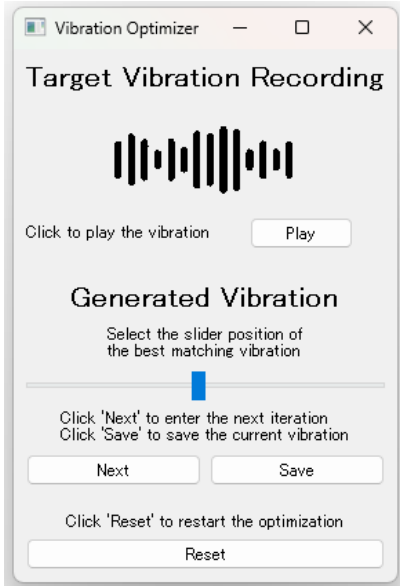 Vibration Optimizer
Target Vibration Recording
Click to play the vibration
Play
Generated Vibration
Select the slider position of
the best matching vibration
Click 'Next' to enter the next iteration
Click 'Save' to save the current vibration
Next
Save
Click 'Reset' to restart the optimization
Reset